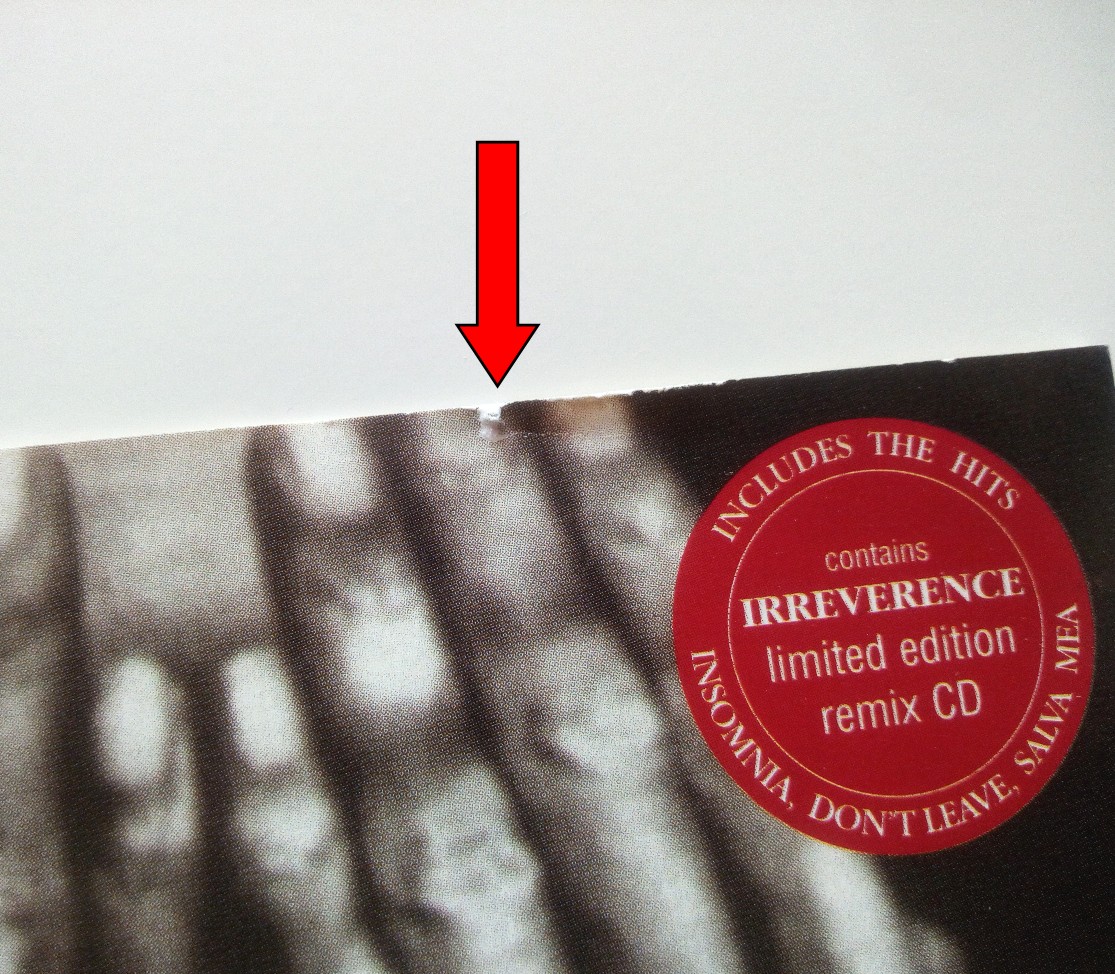 INCLUDES THE HITS
contains
IRREVERENCE
limited edition
remix CD
INSOMNIA, DON'T LEAVE, SALVA MEA